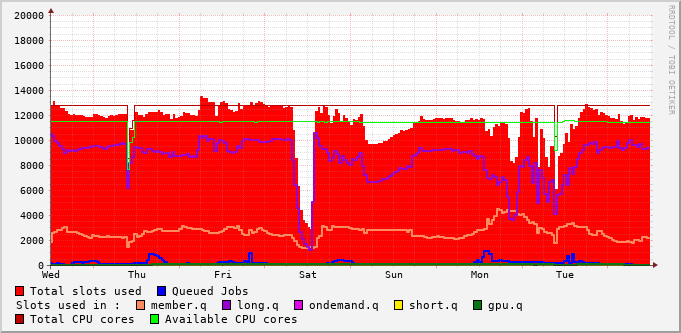 20000
18000
16000
14000
12000
10000
8000
6000
4000
2000
0
Wed Thu Fri Sat Sun Mon Tue
RRDTOOL / TOBI OETIKER
Total slots used Queued Jobs
Slots used in : member.q long.q ondemand.q short.q gpu.q
Total CPU cores Available CPU cores